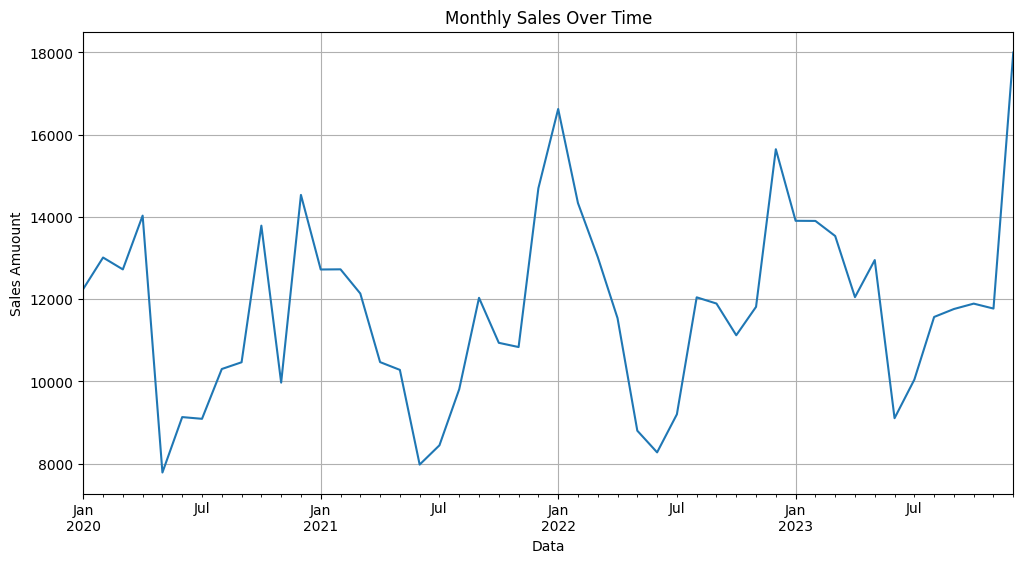 Monthly Sales Over Time
Sales Amuount
18000
16000
14000
12000
10000
8000
Jan Jul Jan Jul Jan Jul Jan Jul
2020 2021 2022 2023
Data